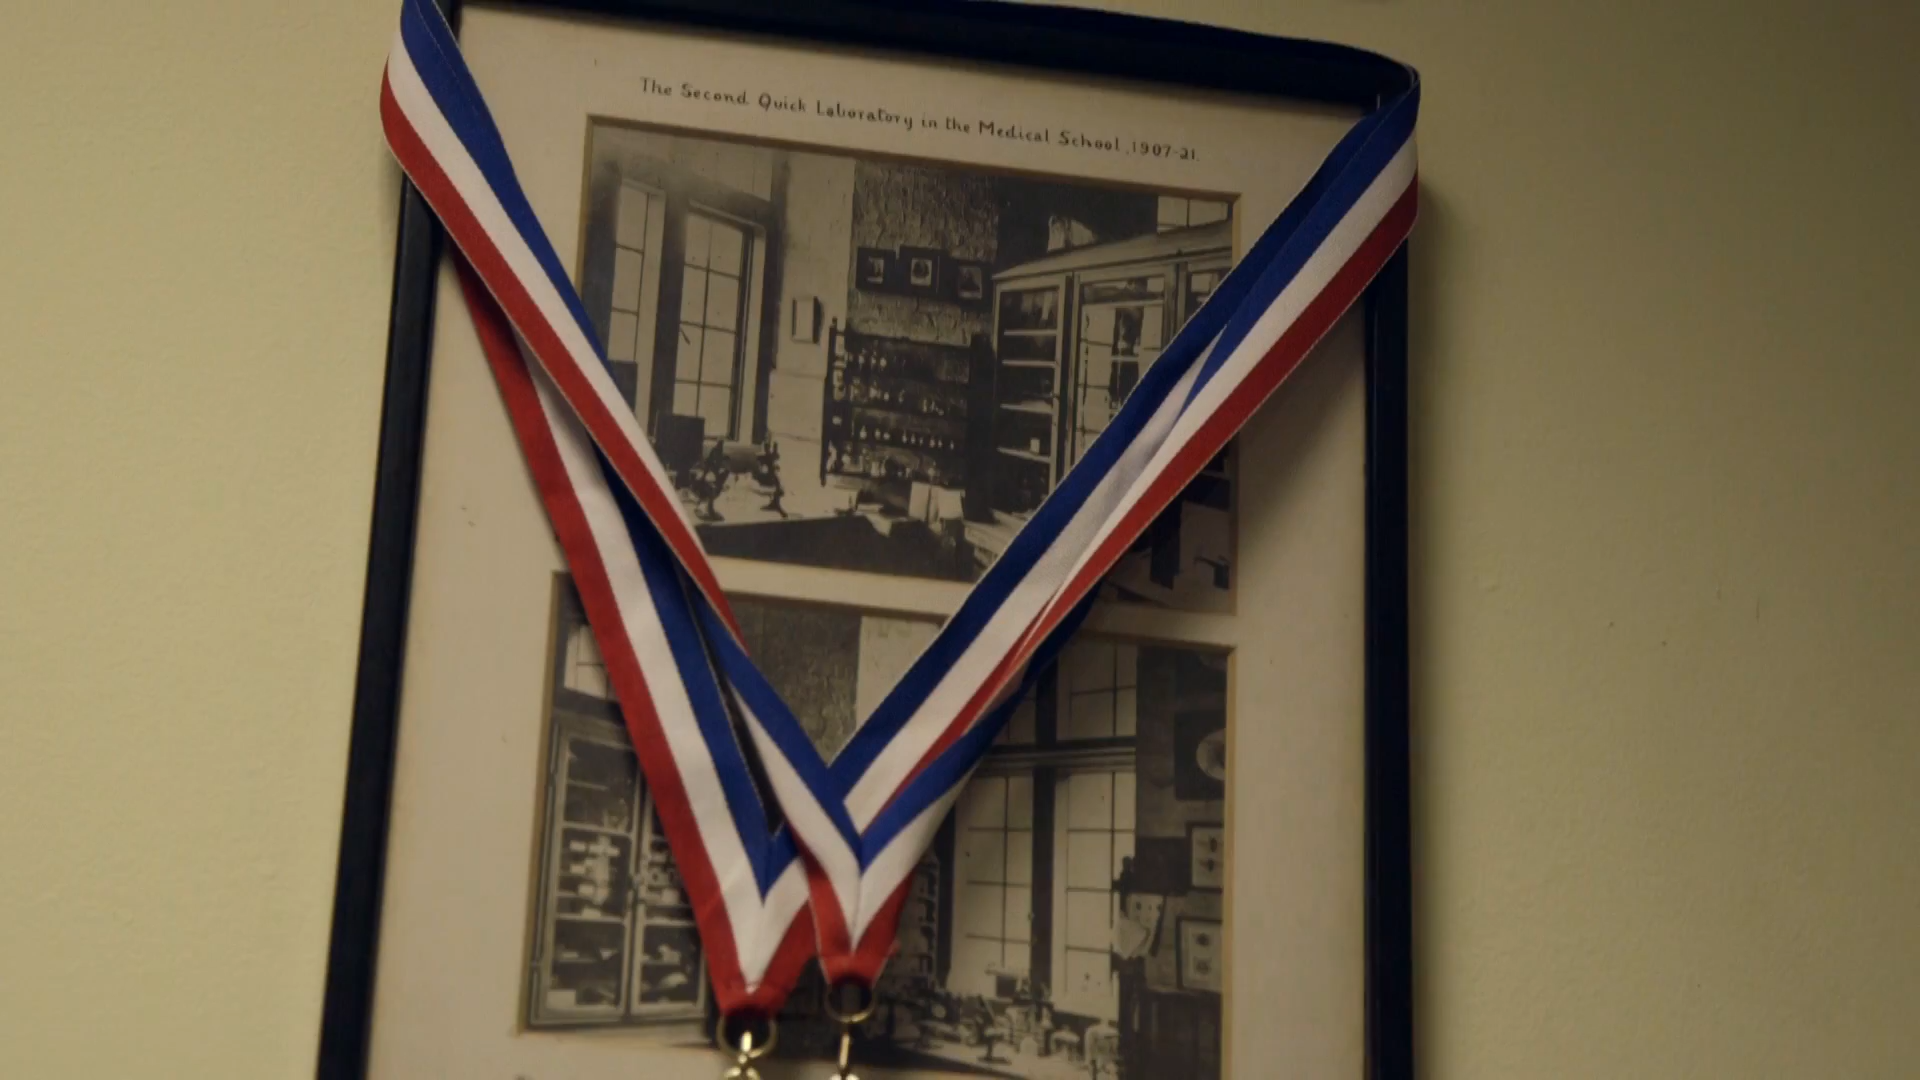 The Second Quick Laboratory in the Medical School, 1907-21.